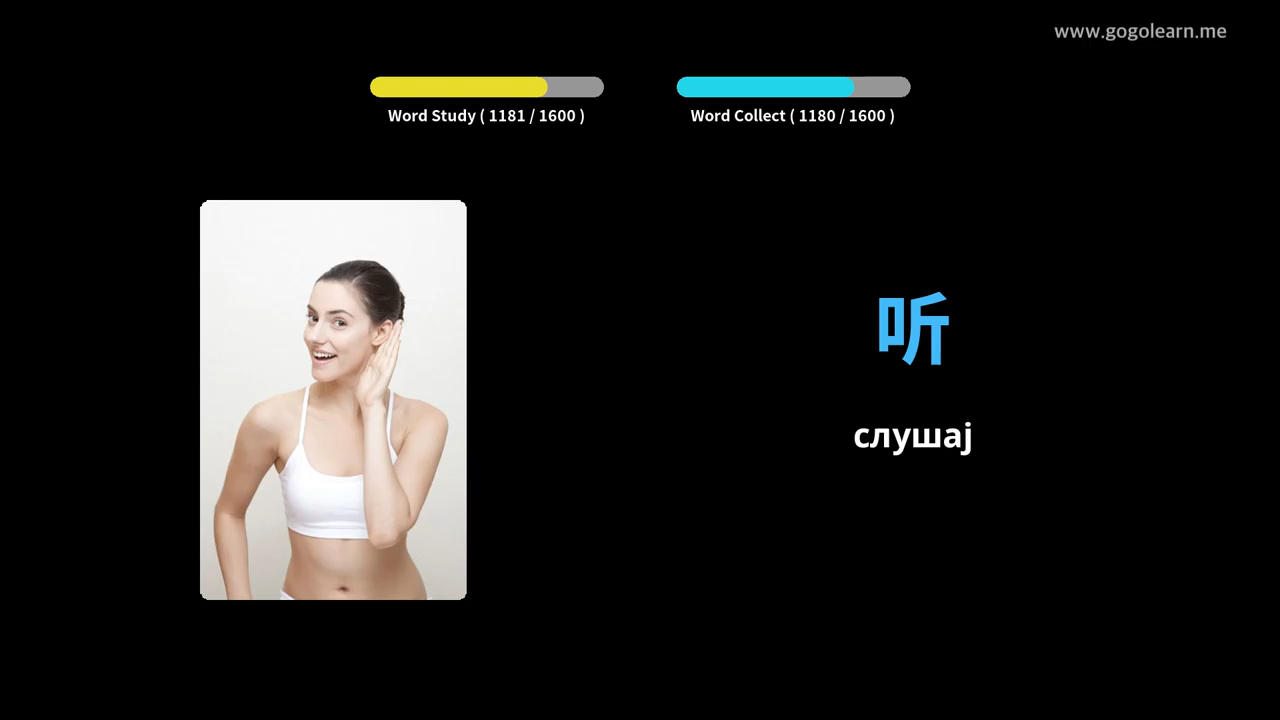 www.gogolearn.me
Word Study ( 1181 / 1600 )
Word Collect ( 1180 / 1600 )
听
слушај